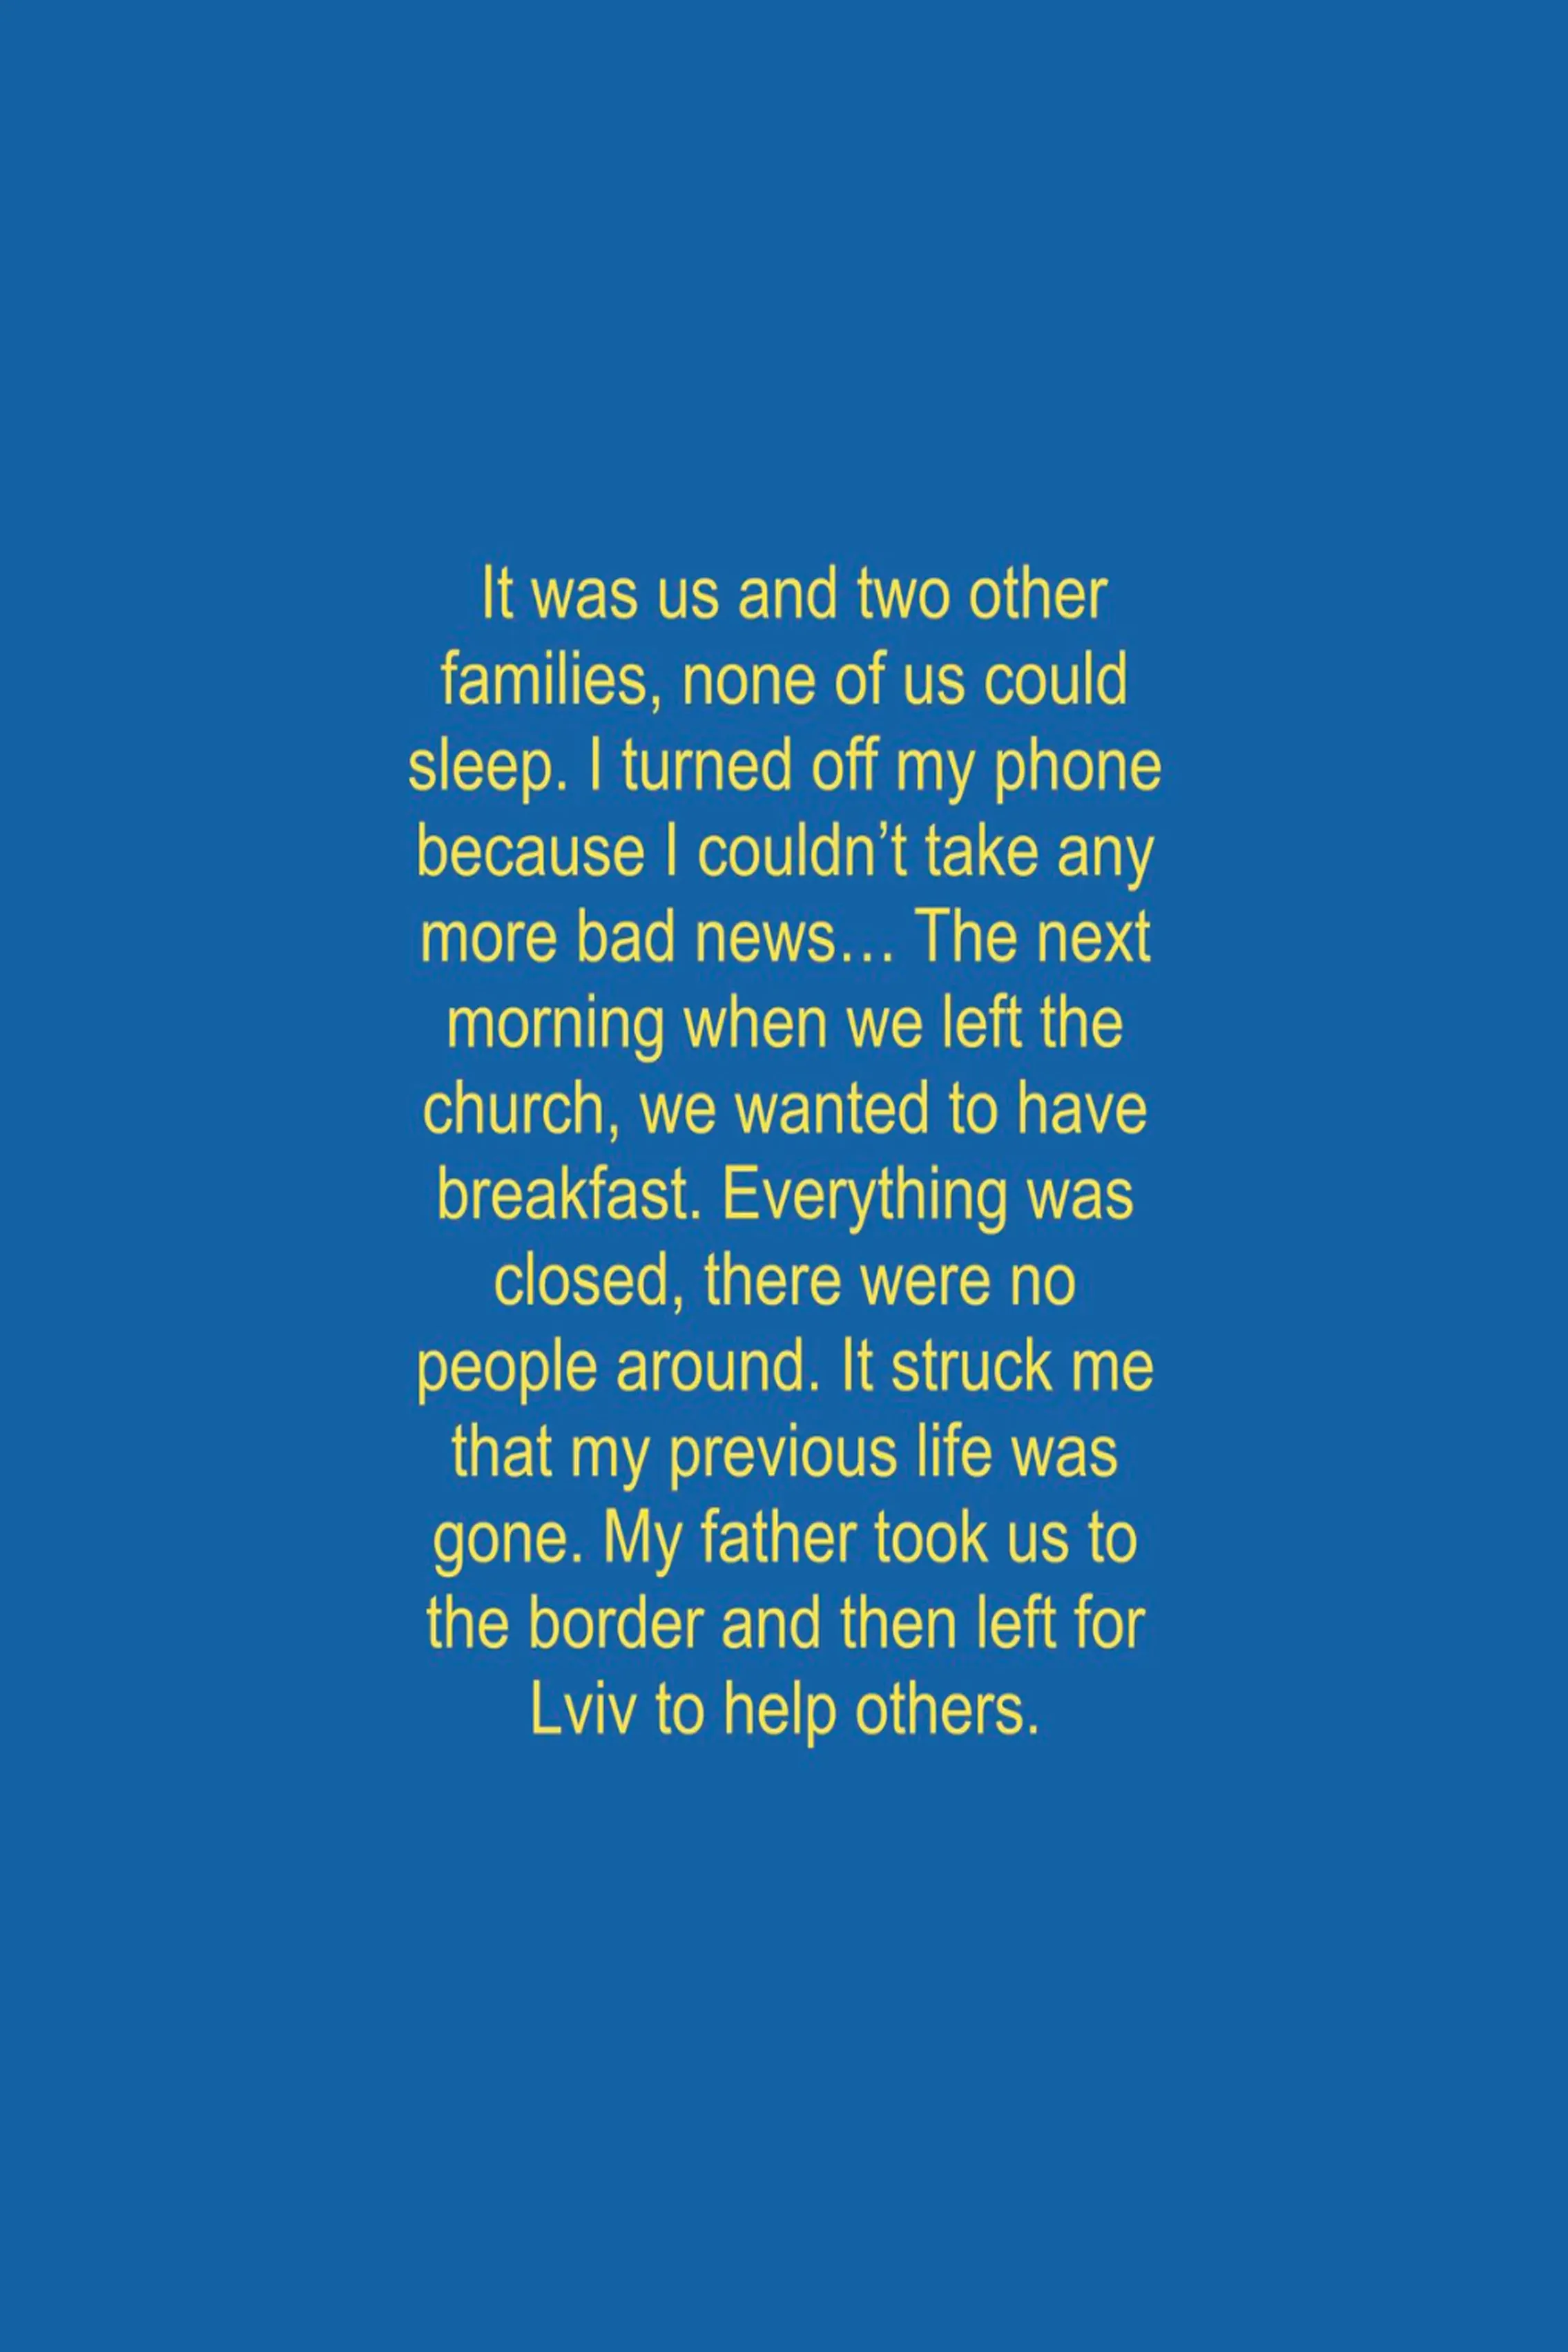 It was us and two other
families, none of us could
sleep. I turned off my phone
because I couldn’t take any
more bad news… The next
morning when we left the
church, we wanted to have
breakfast. Everything was
closed, there were no
people around. It struck me
that my previous life was
gone. My father took us to
the border and then left for
Lviv to help others.